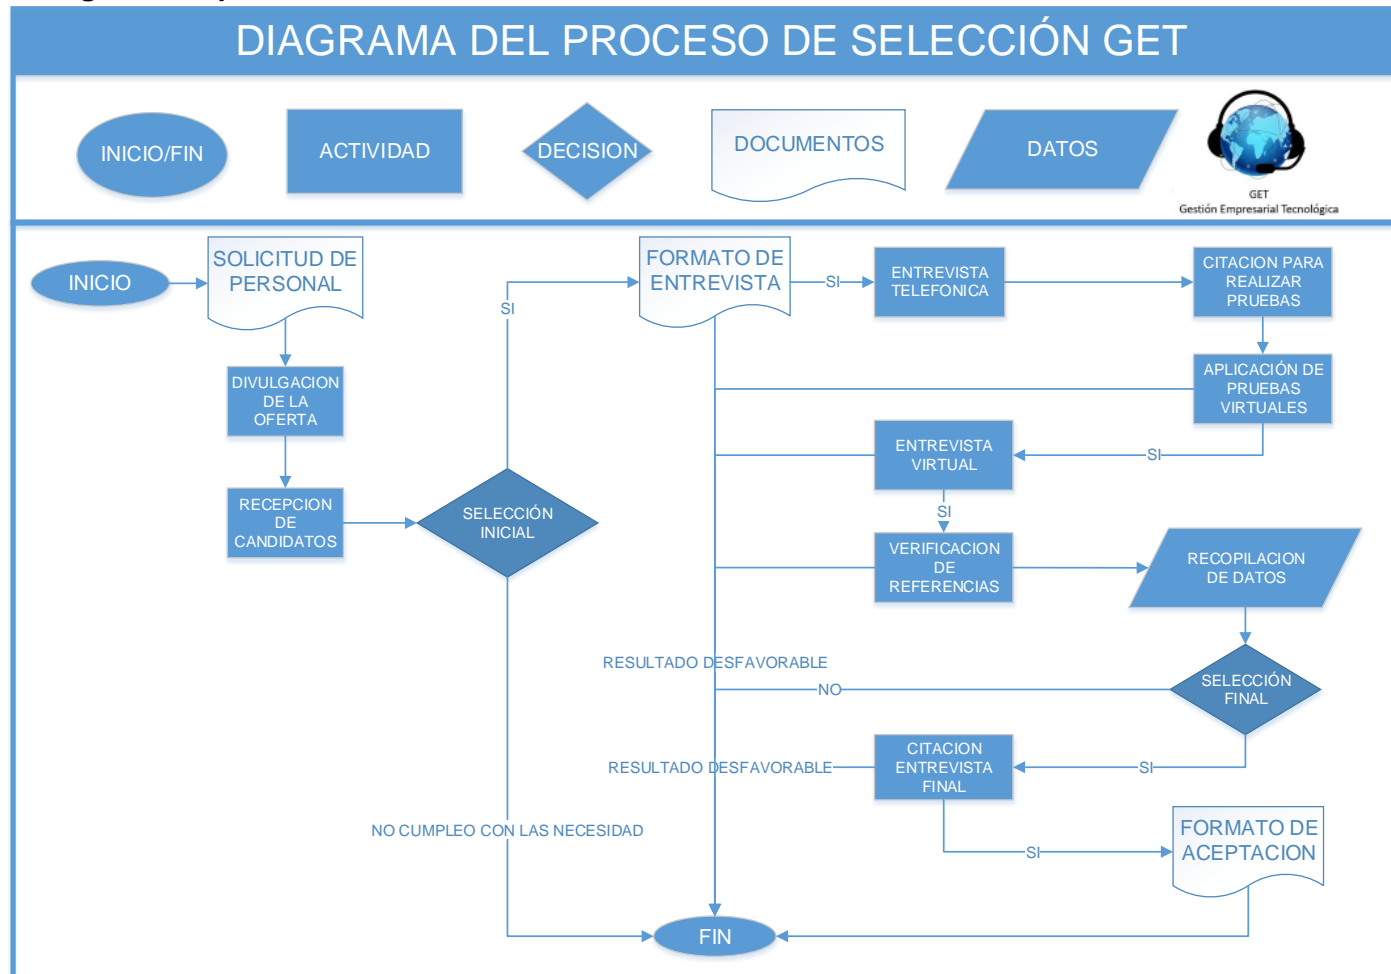 DIAGRAMA DEL PROCESO DE SELECCIÓN GET
INICIO/FIN
ACTIVIDAD
DECISION
DOCUMENTOS
DATOS
GET
Gestión Empresarial Tecnológica
INICIO
SOLICITUD DE
PERSONAL
DIVULGACION
DE LA
OFERTA
RECEPCION
DE
CANDIDATOS
SELECCIÓN
INICIAL
SI
FORMATO DE
ENTREVISTA
SI
ENTREVISTA
TELEFONICA
CITACION PARA
REALIZAR
PRUEBAS
APLICACIÓN DE
PRUEBAS
VIRTUALES
SI
ENTREVISTA
VIRTUAL
SI
VERIFICACION
DE
REFERENCIAS
RECOPILACION
DE DATOS
SELECCIÓN
FINAL
RESULTADO DESFAVORABLE
NO
SI
CITACION
ENTREVISTA
FINAL
RESULTADO DESFAVORABLE
SI
FORMATO DE
ACEPTACION
NO CUMPLEO CON LAS NECESIDAD
FIN